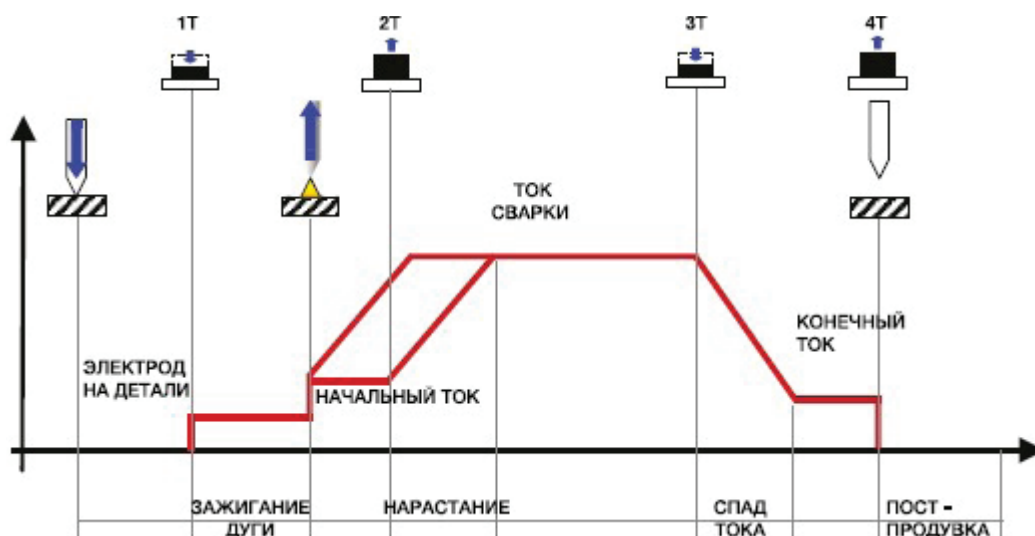 1T
2T
3T
4T
ТОК
СВАРКИ
КОНЕЧНЫЙ
ТОК
ЭЛЕКТРОД
НА ДЕТАЛИ
НАЧАЛЬНЫЙ ТОК
ЗАЖИГАНИЕ
ДУГИ
НАРАСТАНИЕ
СПАД
ТОКА
ПОСТ -
ПРОДУВКА